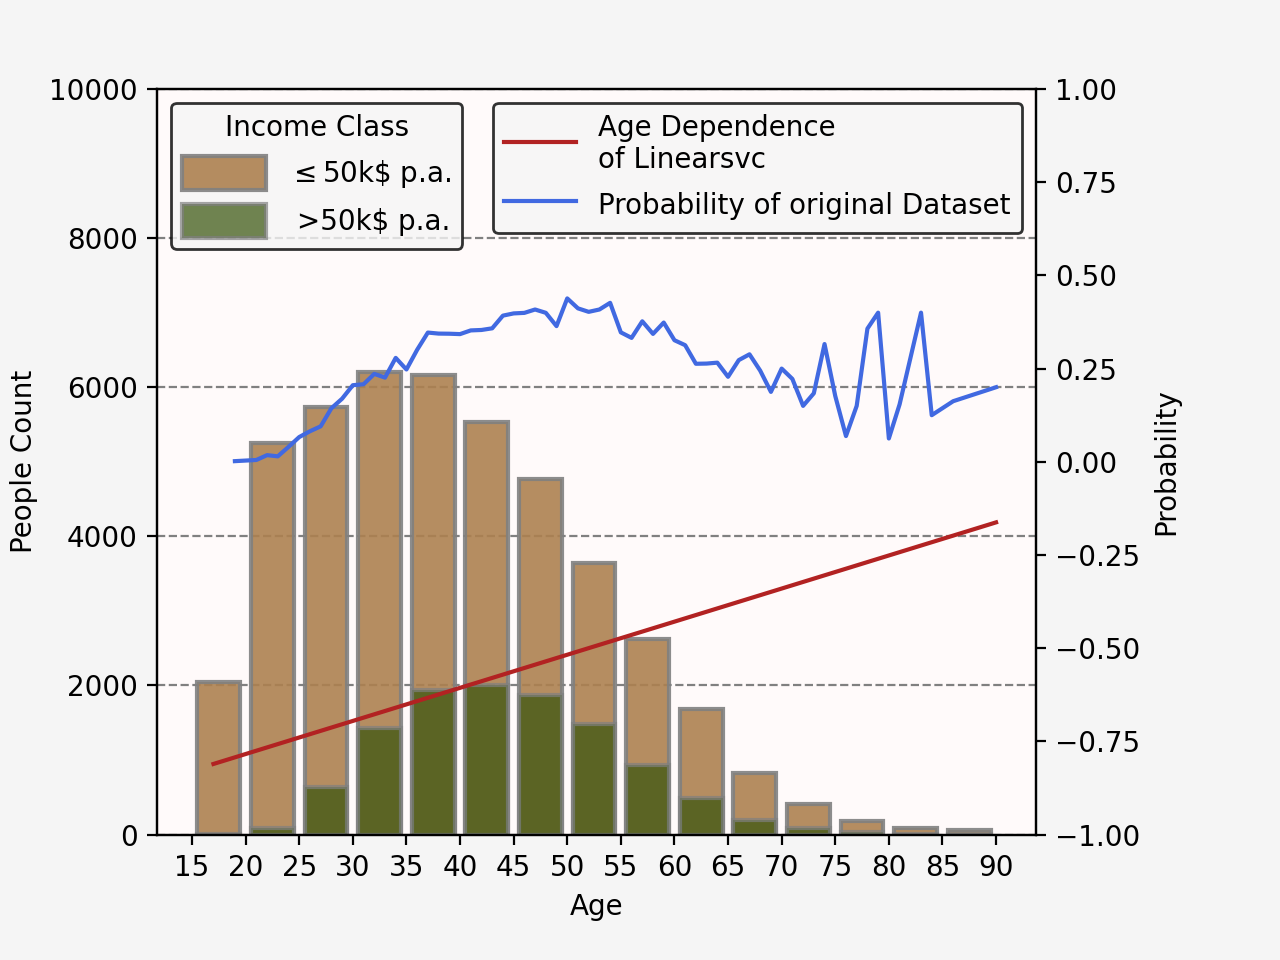 10000
8000
6000
4000
2000
0
People Count
Income Class
≤ 50k$ p.a.
>50k$ p.a.
Age Dependence
of Linearsvc
Probability of original Dataset
1.00
0.75
0.50
0.25
0.00
−0.25
−0.50
−0.75
−1.00
Probability
15 20 25 30 35 40 45 50 55 60 65 70 75 80 85 90
Age